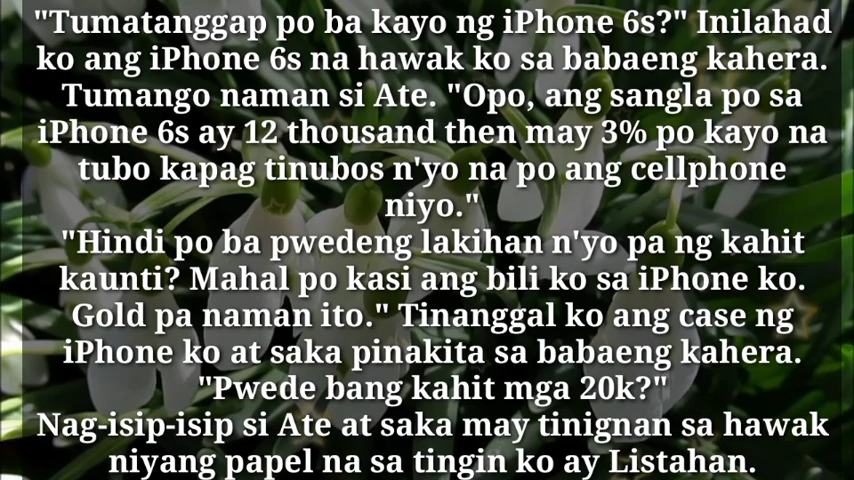 "Tumatanggap po ba kayo ng iPhone 6s?" Inilahad
ko ang iPhone 6s na hawak ko sa babaeng kahera.
Tumango naman si Ate. "Opo, ang sangla po sa
iPhone 6s ay 12 thousand then may 3% po kayo na
tubo kapag tinubos n'yo na po ang cellphone
niyo."
"Hindi po ba pwedeng lakihan n'yo pa ng kahit
kaunti? Mahal po kasi ang bili ko sa iPhone ko.
Gold pa naman ito." Tinanggal ko ang case ng
iPhone ko at saka pinakita sa babaeng kahera.
"Pwede bang kahit mga 20k?"
Nag-isip-isip si Ate at saka may tinignan sa hawak
niyang papel na sa tingin ko ay Listahan.